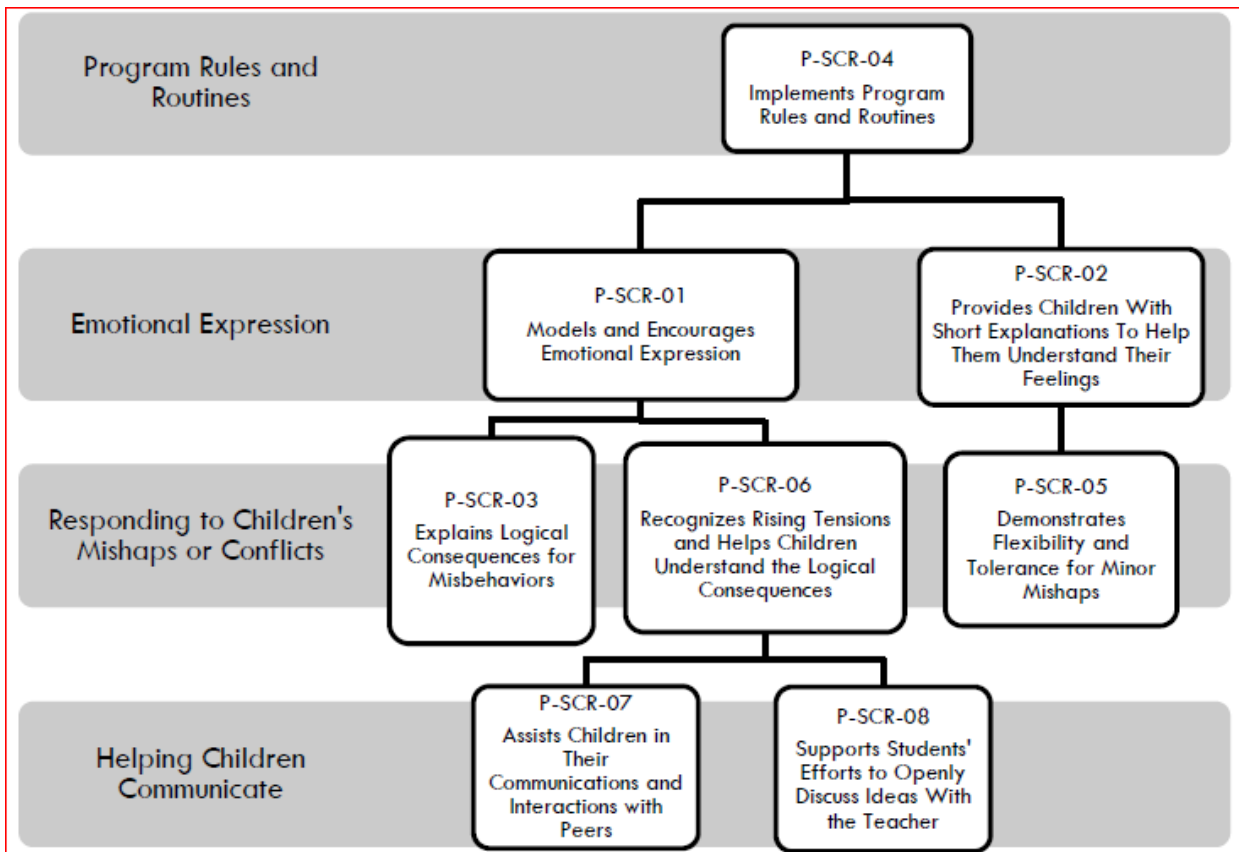 Program Rules and
Routines
P-SCR-04
Implements Program
Rules and Routines
Emotional Expression
P-SCR-01
Models and Encourages
Emotional Expression
P-SCR-02
Provides Children With
Short Explanations To Help
Them Understand Their
Feelings
Responding to Children's
Mishaps or Conflicts
P-SCR-03
Explains Logical
Consequences for
Misbehaviors
P-SCR-06
Recognizes Rising Tensions
and Helps Children
Understand the Logical
Consequences
P-SCR-05
Demonstrates
Flexibility and
Tolerance for Minor
Mishaps
Helping Children
Communicate
P-SCR-07
Assists Children in
Their
Communications and
Interactions with
Peers
P-SCR-08
Supports Students'
Efforts to Openly
Discuss Ideas With
the Teacher